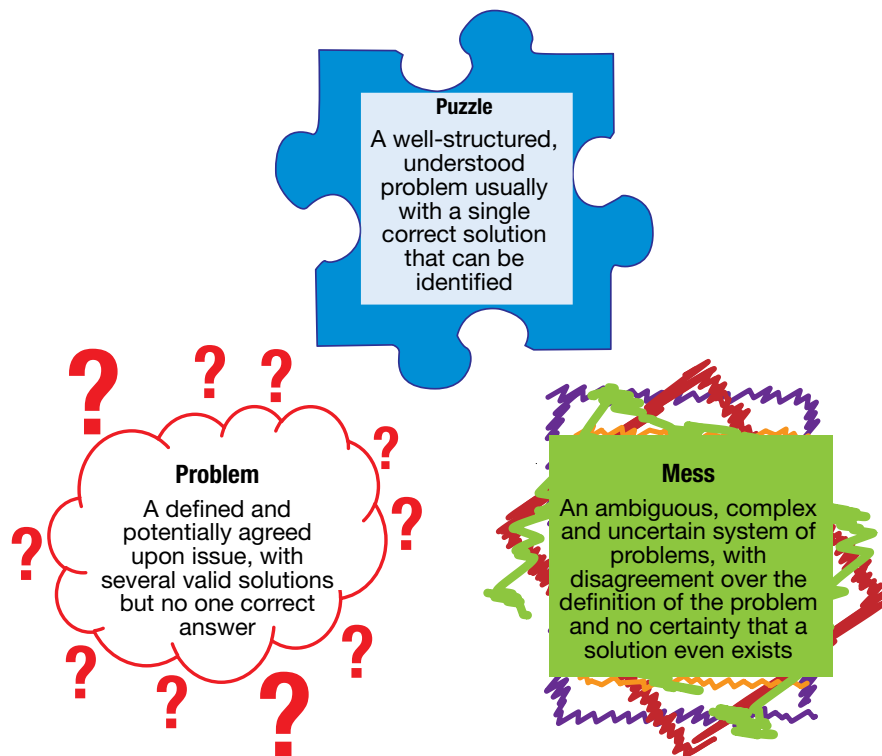 Puzzle
A well-structured,
understood
problem usually
with a single
correct solution
that can be
identified
? ? ? ? ? ? ? ? ? ?
Problem
A defined and
potentially agreed
upon issue, with
several valid solutions
but no one correct
answer
Mess
An ambiguous, complex
and uncertain system of
problems, with
disagreement over the
definition of the problem
and no certainty that a
solution even exists